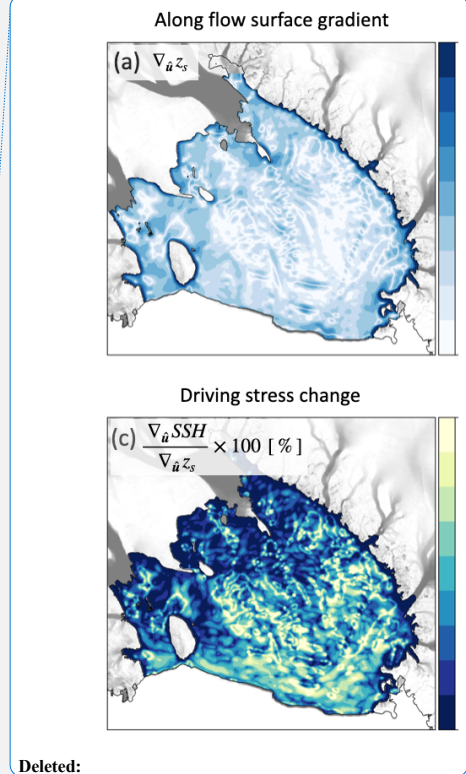 Along flow surface gradient
(a) ∇û zs
Driving stress change
(c) ∇û SSH / ∇û zs × 100 [ % ]
Deleted: